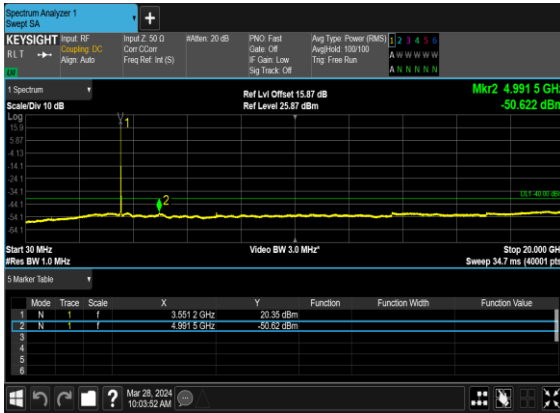 Spectrum Analyzer 1
Swept SA
+
KEYSIGHT
RLT
Input: RF
Coupling: DC
Align: Auto
Input Z: 50 Ω
Corr CCorr
Freq Ref: Int (S)
#Atten: 20 dB
PNO: Fast
Gate: Off
IF Gain: Low
Sig Track: Off
Avg Type: Power (RMS)
Avg|Hold: 100/100
Trig: Free Run
1 2 3 4 5 6
A W W W W W
A N N N N N
1 Spectrum
Scale/Div 10 dB
Ref Lvl Offset 15.87 dB
Ref Level 25.87 dBm
Mkr2 4.991 5 GHz
-50.622 dBm
Log
15.9
5.87
-4.13
-14.1
-24.1
-34.1
-44.1
-54.1
-64.1
1
2
DL1 -40.00 dBm
Start 30 MHz
#Res BW 1.0 MHz
Video BW 3.0 MHz*
Stop 20.000 GHz
Sweep 34.7 ms (40001 pts)
5 Marker Table
Mode Trace Scale X Y Function Function Width Function Value
1 N 1 f 3.551 2 GHz 20.35 dBm
2 N 1 f 4.991 5 GHz -50.62 dBm
3
4
5
6
?
Mar 28, 2024
10:03:52 AM